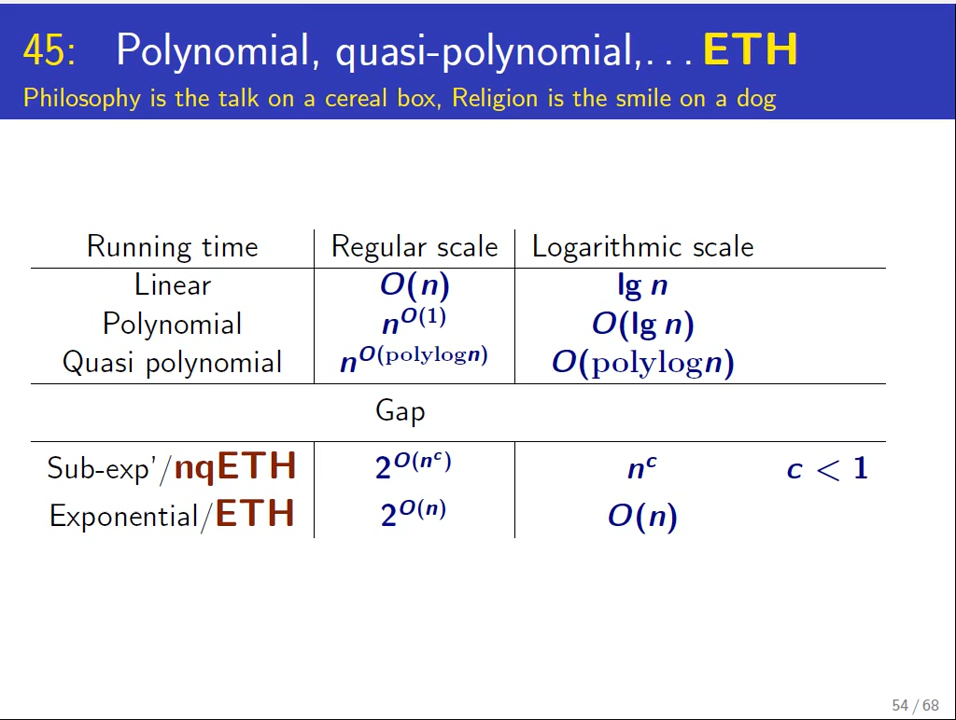 45: Polynomial, quasi-polynomial,... ETH
Philosophy is the talk on a cereal box, Religion is the smile on a dog
Running time Regular scale Logarithmic scale
Linear O(n) lg n
Polynomial n^{O(1)} O(lg n)
Quasi polynomial n^{O(polylogn)} O(polylogn)
Gap
Sub-exp'/nqETH 2^{O(n^c)} n^c c < 1
Exponential/ETH 2^{O(n)} O(n)
54 / 68